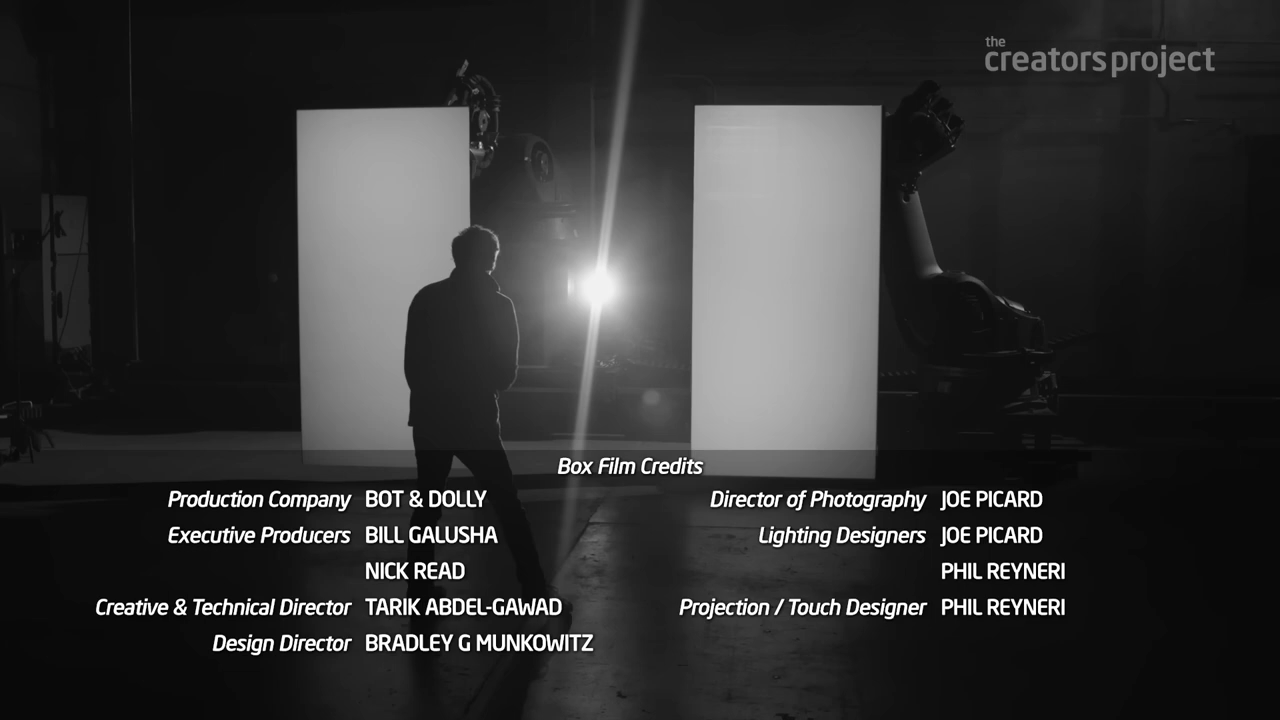 the
creatorsproject
Box Film Credits
Production Company BOT & DOLLY
Executive Producers BILL GALUSHA
NICK READ
Creative & Technical Director TARIK ABDEL-GAWAD
Design Director BRADLEY G MUNKOWITZ
Director of Photography JOE PICARD
Lighting Designers JOE PICARD
PHIL REYNERI
Projection / Touch Designer PHIL REYNERI